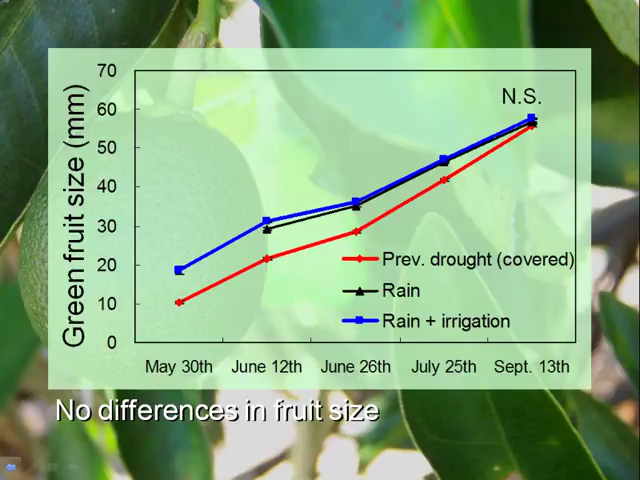 Green fruit size (mm)
70
60
50
40
30
20
10
0
N.S.
Prev. drought (covered)
Rain
Rain + irrigation
May 30th June 12th June 26th July 25th Sept. 13th
No differences in fruit size